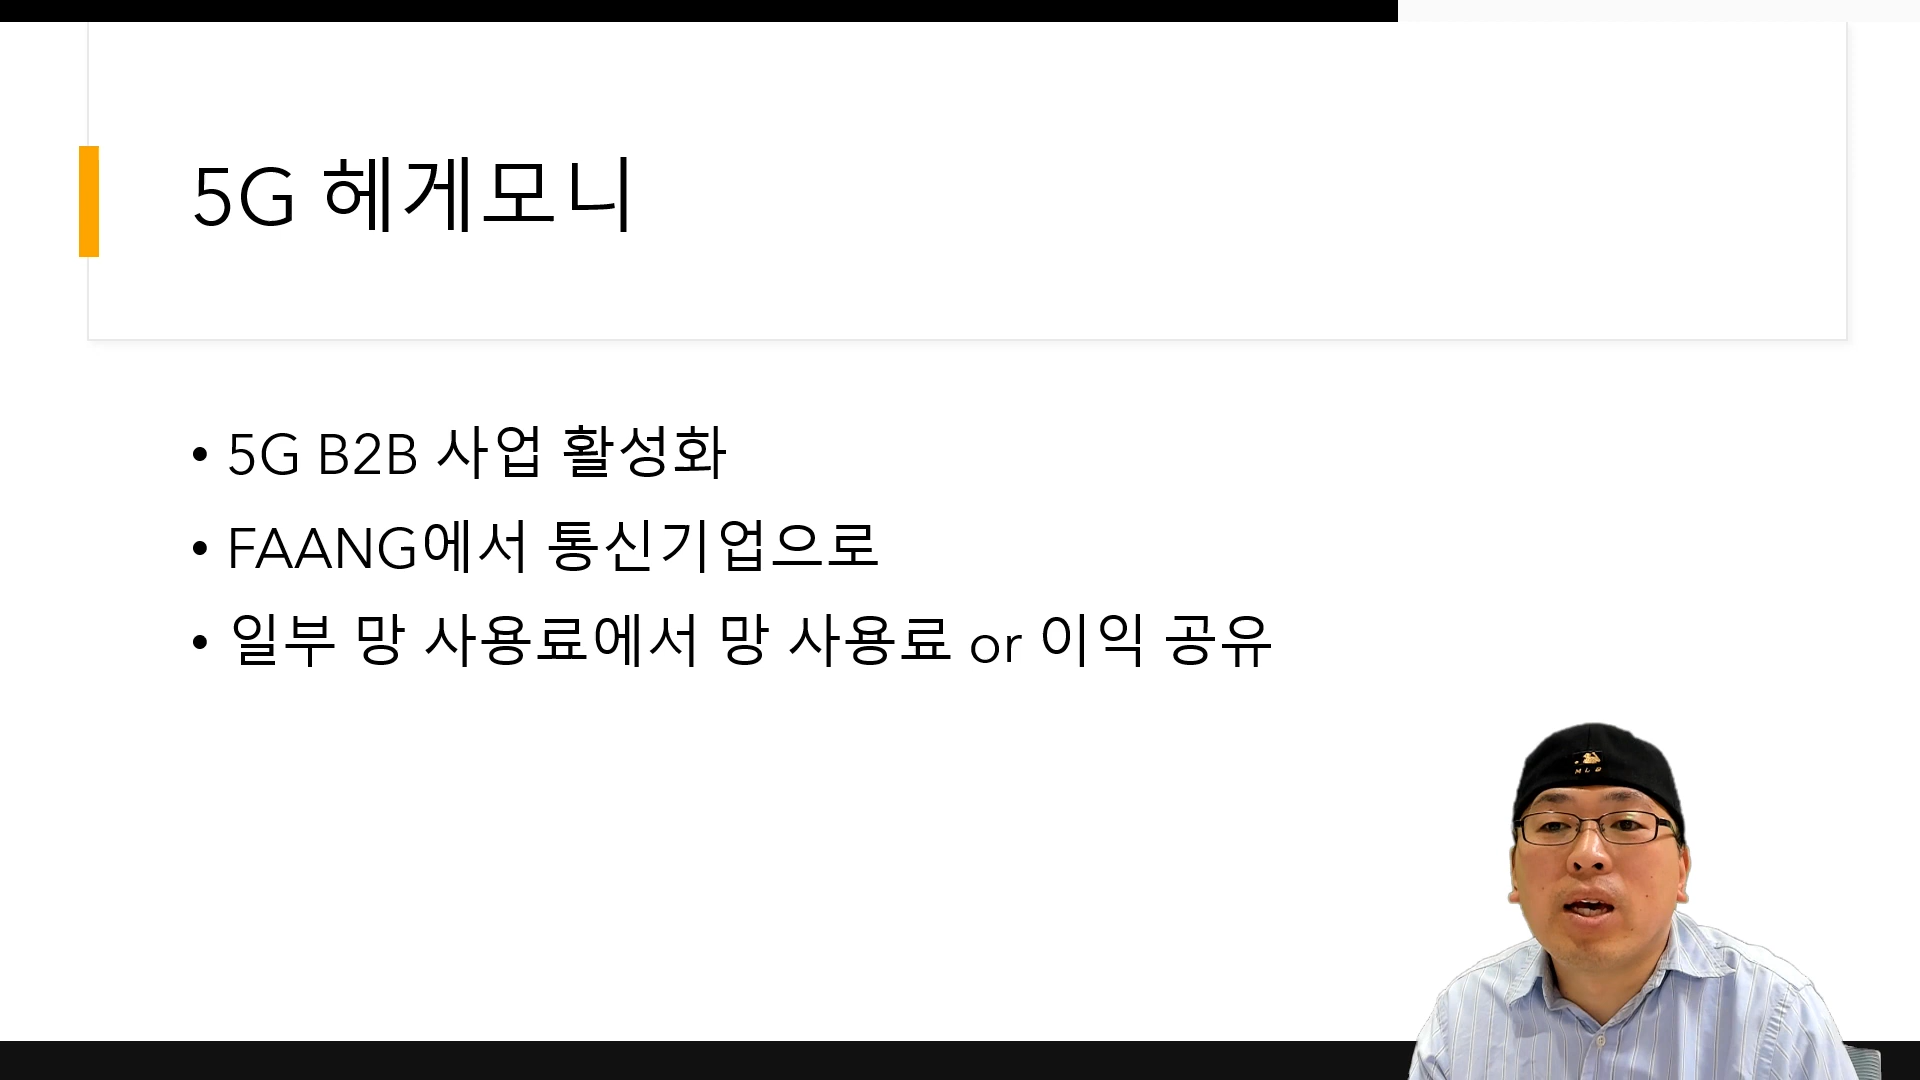 5G 헤게모니
• 5G B2B 사업 활성화
• FAANG에서 통신기업으로
• 일부 망 사용료에서 망 사용료 or 이익 공유